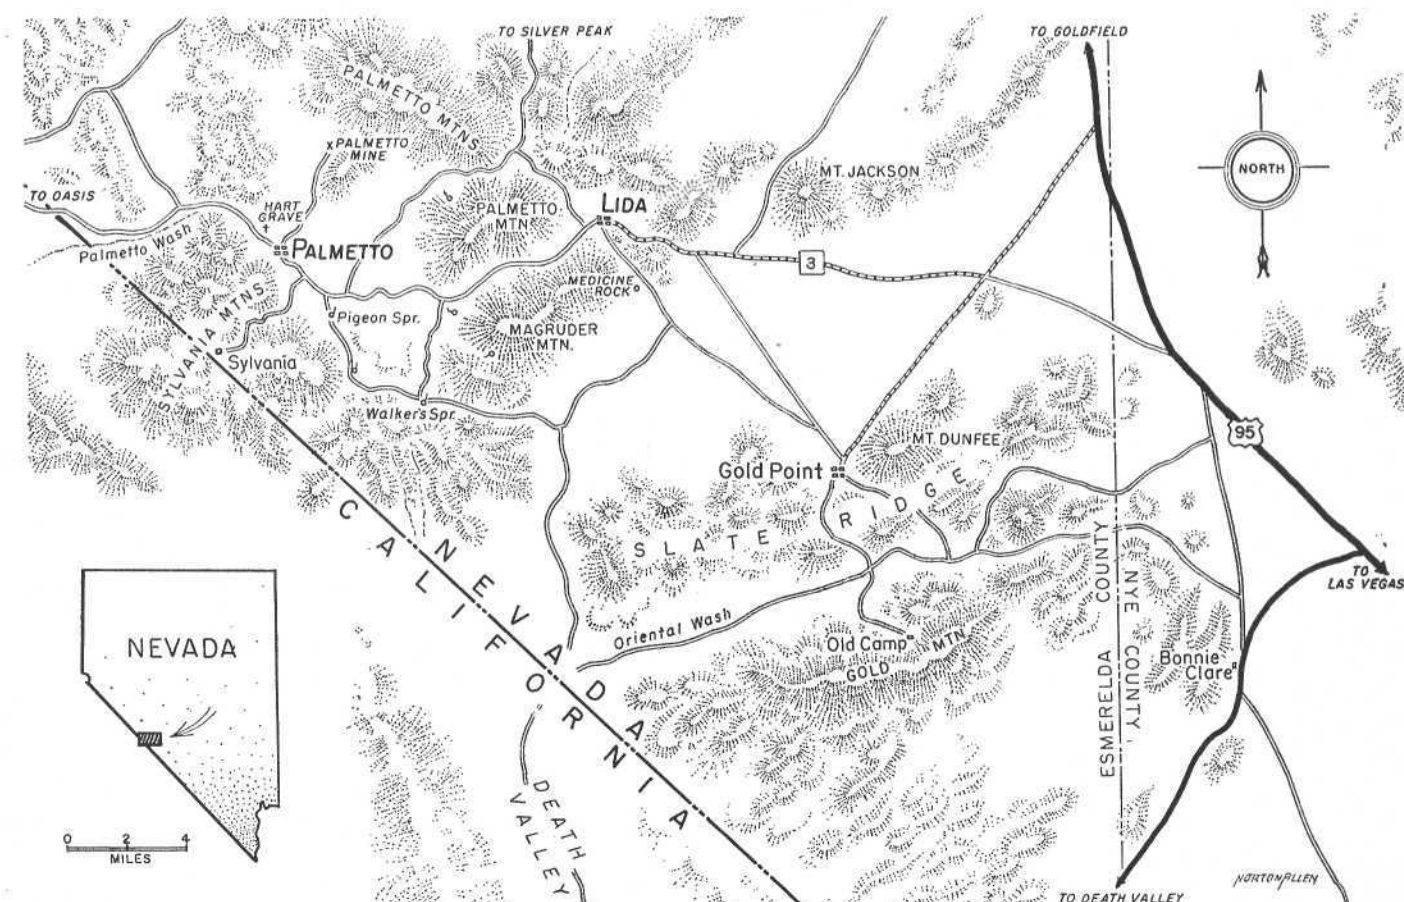 TO SILVER PEAK
TO GOLDFIELD
PALMETTO MTNS
PALMETTO
MINE
MT. JACKSON
NORTH
TO OASIS
HART
GRAVE
PALMETTO
MTN
LIDA
Palmetto Wash
PALMETTO
3
MEDICINE
ROCK
SYLVANIA MTNS
Pigeon Spr.
MAGRUDER
MTN.
Sylvania
Walker's Spr.
95
MT. DUNFEE
Gold Point
SLATE RIDGE
NEVADA
CALIFORNIA
ESMERELDA COUNTY
NYE COUNTY
TO
LAS VEGAS
NEVADA
Oriental Wash
Old Camp
GOLD MTN
Bonnie
Clare
DEATH
VALLEY
0 2 4
MILES
NORTON ALLEN
TO DEATH VALLEY